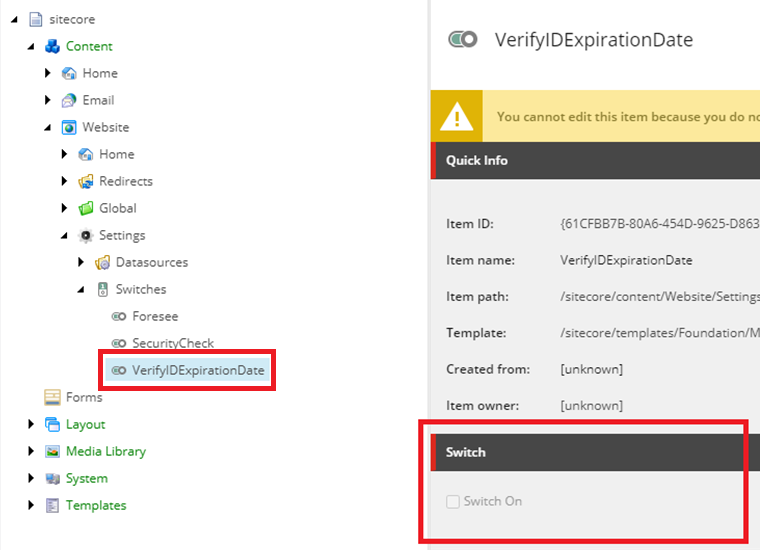 sitecore
Content
Home
Email
Website
Home
Redirects
Global
Settings
Datasources
Switches
Foresee
SecurityCheck
VerifyIDExpirationDate
Forms
Layout
Media Library
System
Templates
VerifyIDExpirationDate
You cannot edit this item because you do no
Quick Info
Item ID: {61CFBB7B-80A6-454D-9625-D863
Item name: VerifyIDExpirationDate
Item path: /sitecore/content/Website/Settings
Template: /sitecore/templates/Foundation/M
Created from: [unknown]
Item owner: [unknown]
Switch
Switch On